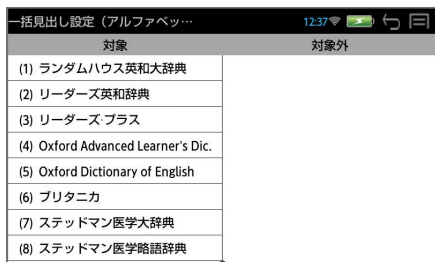 一括見出し設定（アルファベッ…
12:37
対象
対象外
(1) ランダムハウス英和大辞典
(2) リーダーズ英和辞典
(3) リーダーズ·プラス
(4) Oxford Advanced Learner's Dic.
(5) Oxford Dictionary of English
(6) ブリタニカ
(7) ステッドマン医学大辞典
(8) ステッドマン医学略語辞典